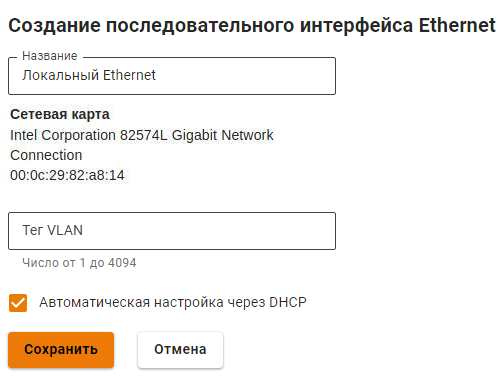 Создание последовательного интерфейса Ethernet
Название
Локальный Ethernet
Сетевая карта
Intel Corporation 82574L Gigabit Network
Connection
00:0c:29:82:a8:14
Тег VLAN
Число от 1 до 4094
Автоматическая настройка через DHCP
Сохранить
Отмена